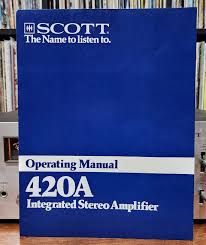 SCOTT
The Name to listen to.
Operating Manual
420A
Integrated Stereo Amplifier